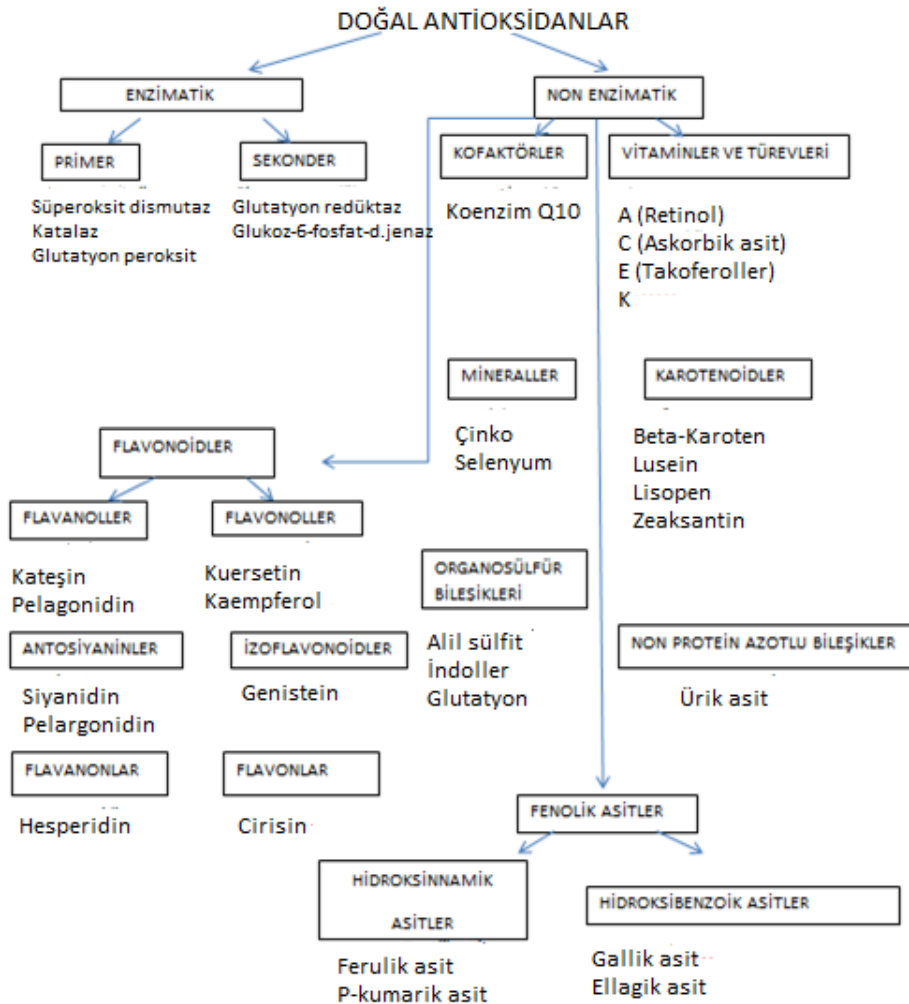 DOĞAL ANTİOKSİDANLAR
ENZİMATİK
NON ENZİMATİK
PRİMER
SEKONDER
KOFAKTÖRLER
VİTAMİNLER VE TÜREVLERİ
Süperoksit dismutaz
Katalaz
Glutatyon peroksit
Glutatyon redüktaz
Glukoz-6-fosfat-d.jenaz
Koenzim Q10
A (Retinol)
C (Askorbik asit)
E (Takoferoller)
K
MİNERALLER
KAROTENOİDLER
Çinko
Selenyum
Beta-Karoten
Lusein
Lisopen
Zeaksantin
FLAVONOİDLER
FLAVANOLLER
FLAVONOLLER
Kateşin
Pelagonidin
Kuersetin
Kaempferol
ORGANOSÜLFÜR
BİLEŞİKLERİ
Alil sülfit
İndoller
Glutatyon
NON PROTEİN AZOTLU BİLEŞİKLER
Ürik asit
ANTOSİYANİNLER
İZOFLAVONOİDLER
Siyanidin
Pelargonidin
Genistein
FLAVANONLAR
FLAVONLAR
Hesperidin
Cirisin
FENOLİK ASİTLER
HİDROKSİNNAMİK
ASİTLER
HİDROKSİBENZOİK ASİTLER
Ferulik asit
P-kumarik asit
Gallik asit
Ellagik asit